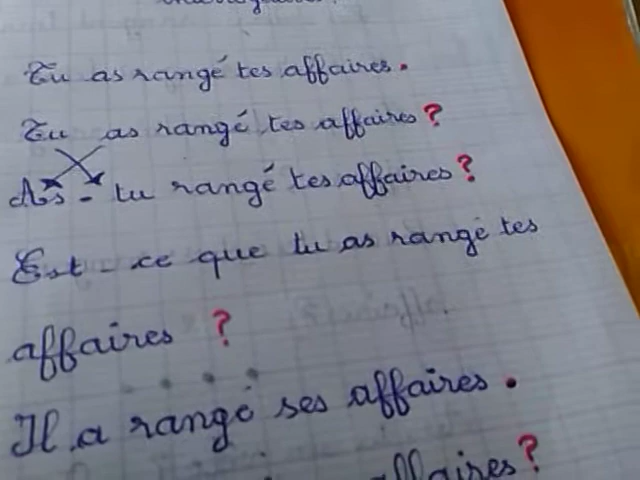 Tu as rangé tes affaires.
Tu as rangé tes affaires ?
As-tu rangé tes affaires ?
Est-ce que tu as rangé tes
affaires ?
Il a rangé ses affaires.
affaires ?